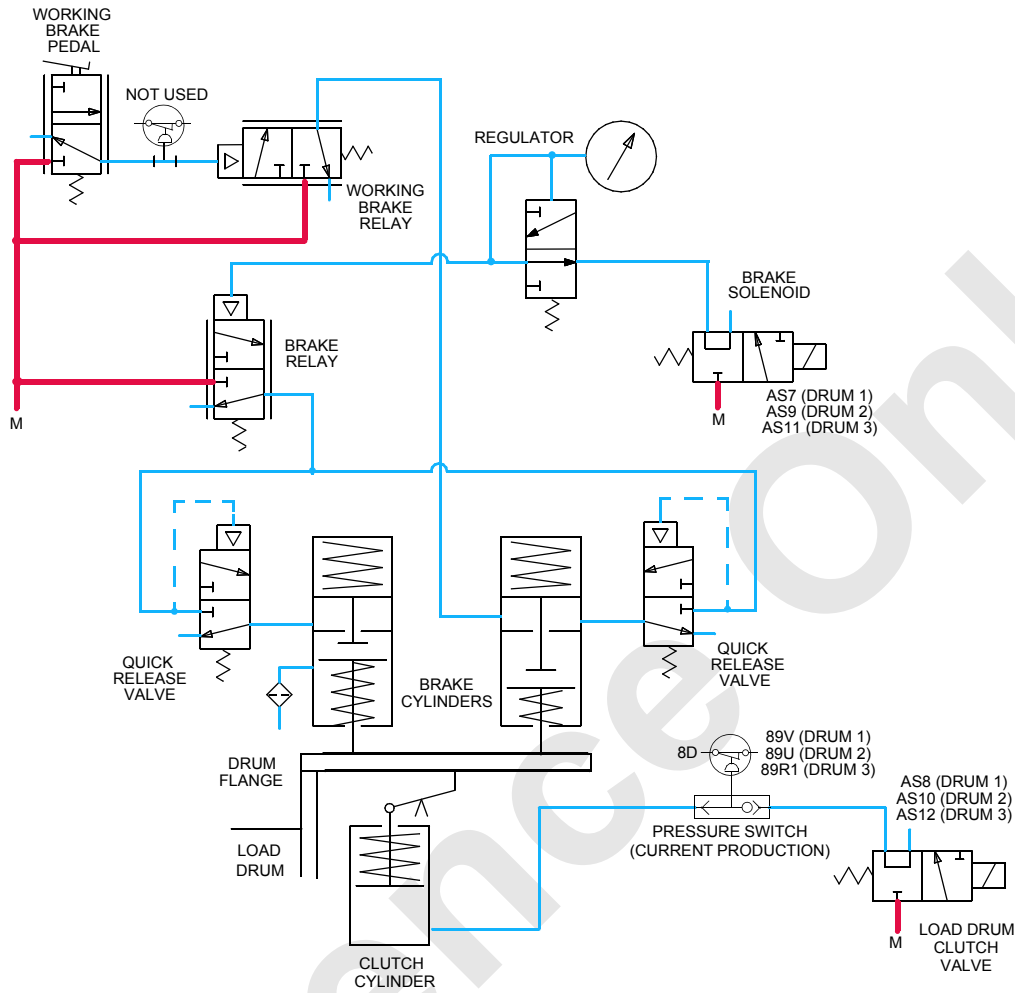 WORKING
BRAKE
PEDAL
NOT USED
WORKING
BRAKE
RELAY
REGULATOR
BRAKE
SOLENOID
AS7 (DRUM 1)
AS9 (DRUM 2)
AS11 (DRUM 3)
M
BRAKE
RELAY
M
QUICK
RELEASE
VALVE
BRAKE
CYLINDERS
QUICK
RELEASE
VALVE
DRUM
FLANGE
LOAD
DRUM
8D
89V (DRUM 1)
89U (DRUM 2)
89R1 (DRUM 3)
PRESSURE SWITCH
(CURRENT PRODUCTION)
AS8 (DRUM 1)
AS10 (DRUM 2)
AS12 (DRUM 3)
M
LOAD DRUM
CLUTCH
VALVE
CLUTCH
CYLINDER
ence Onl